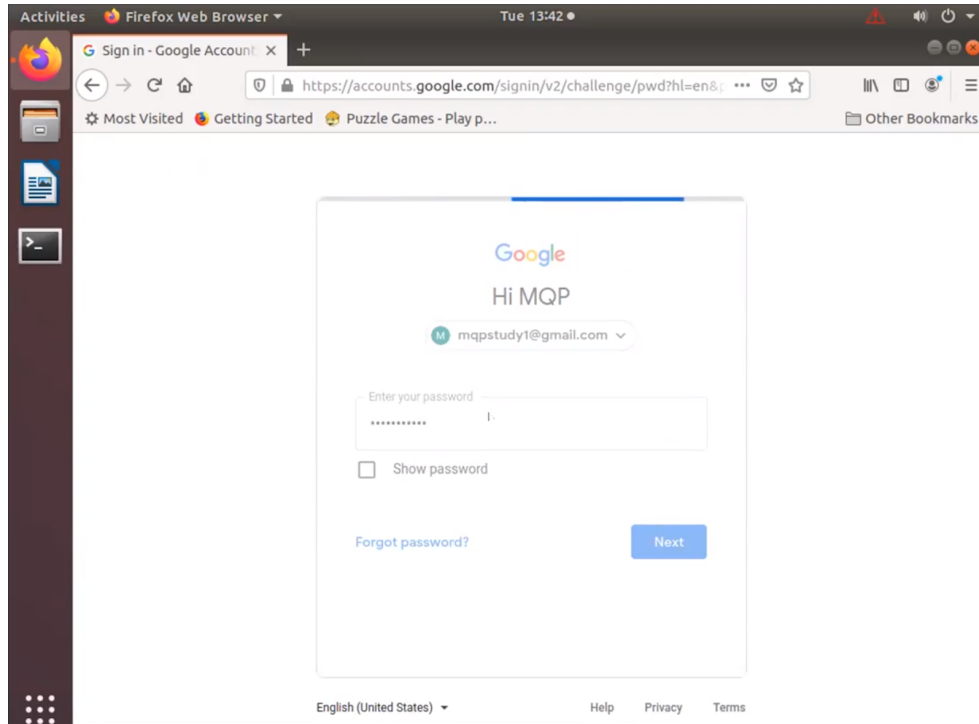 Activities Firefox Web Browser Tue 13:42
G Sign in - Google Account
https://accounts.google.com/signin/v2/challenge/pwd?hl=en& ...
Most Visited Getting Started Puzzle Games - Play p... Other Bookmarks
Google
Hi MQP
M mqpstudy1@gmail.com
Enter your password
•••••••••••
Show password
Forgot password? Next
English (United States) Help Privacy Terms